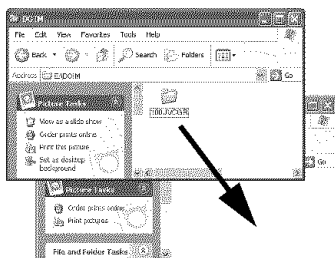 DCIM
File Edit View Favorites Tools Help
Back Search Folders
Address E:\DCIM Go
Picture Tasks
View as a slide show
Order prints online
Print this picture
Set as desktop background
100JVCGR
Go
Picture Tasks
Order prints online
Print pictures
File and Folder Tasks